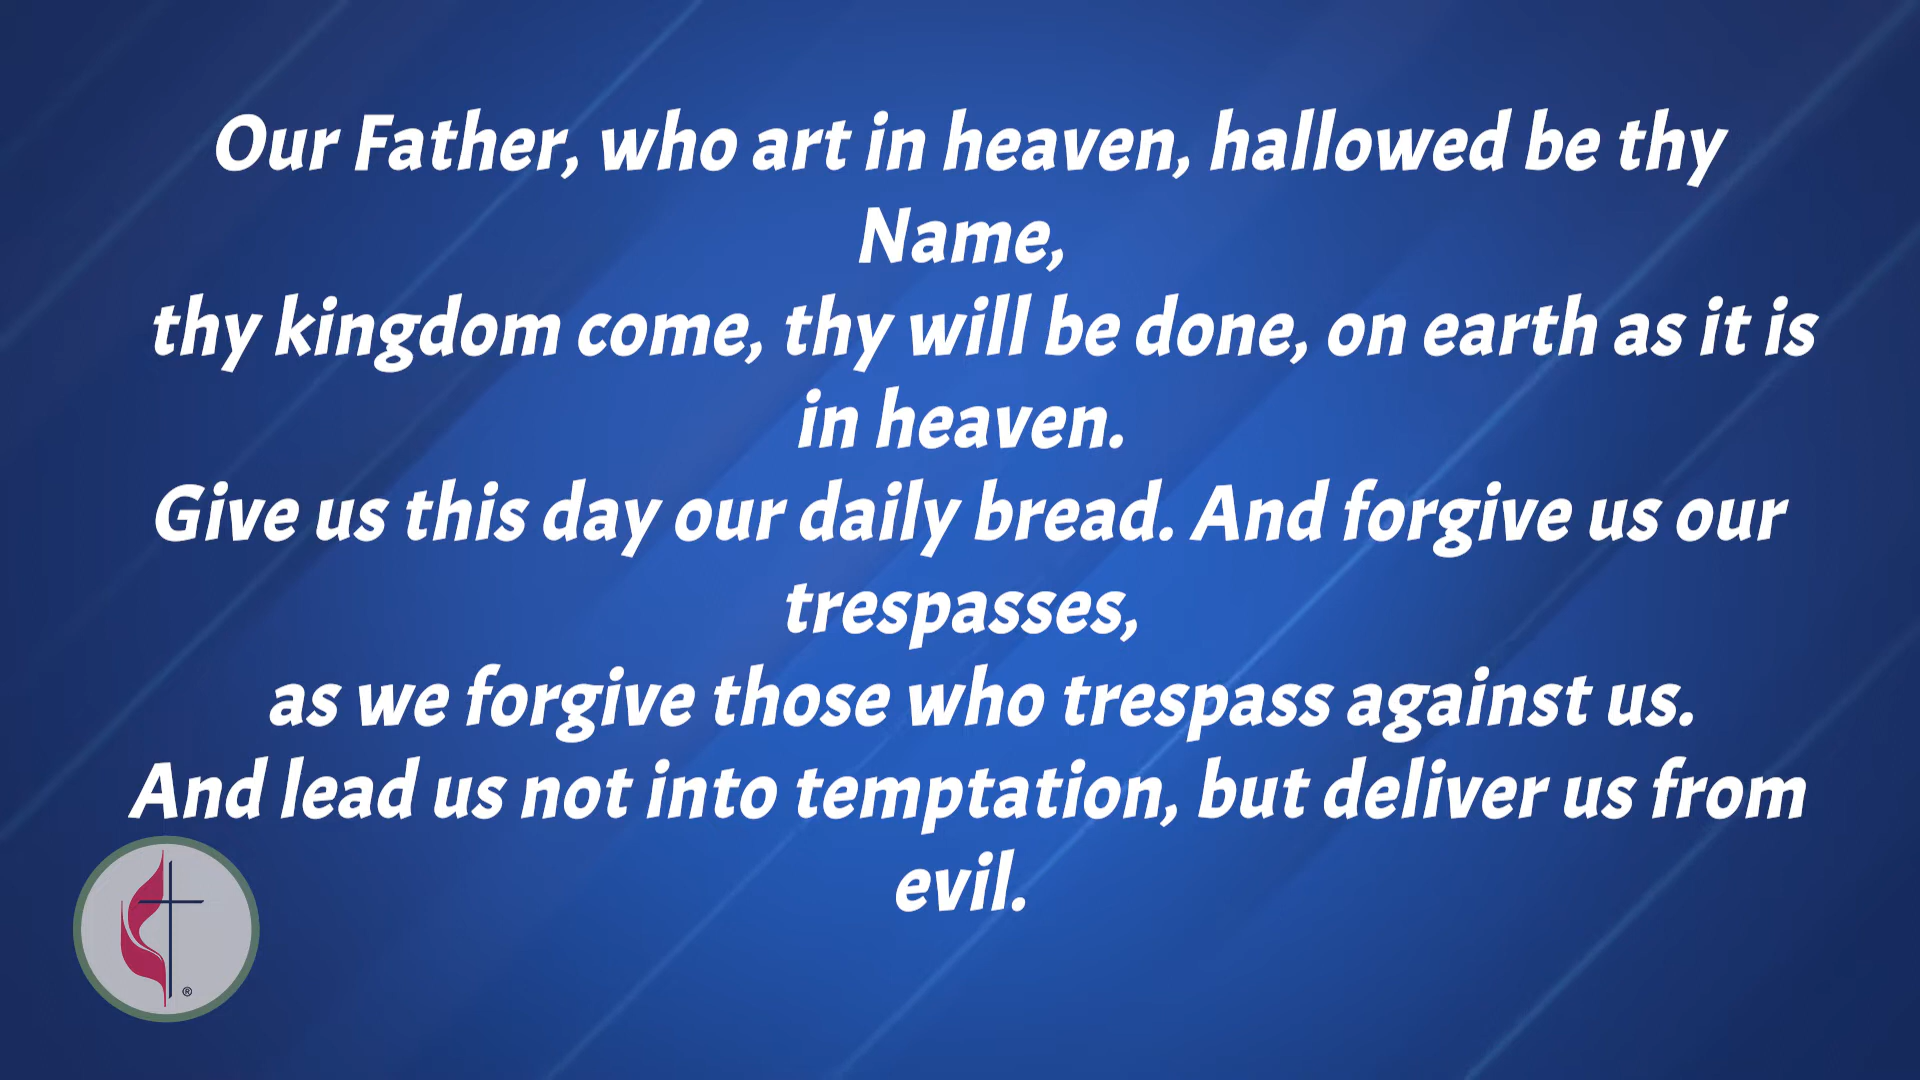 Our Father, who art in heaven, hallowed be thy
Name,
thy kingdom come, thy will be done, on earth as it is
in heaven.
Give us this day our daily bread. And forgive us our
trespasses,
as we forgive those who trespass against us.
And lead us not into temptation, but deliver us from
evil.
®